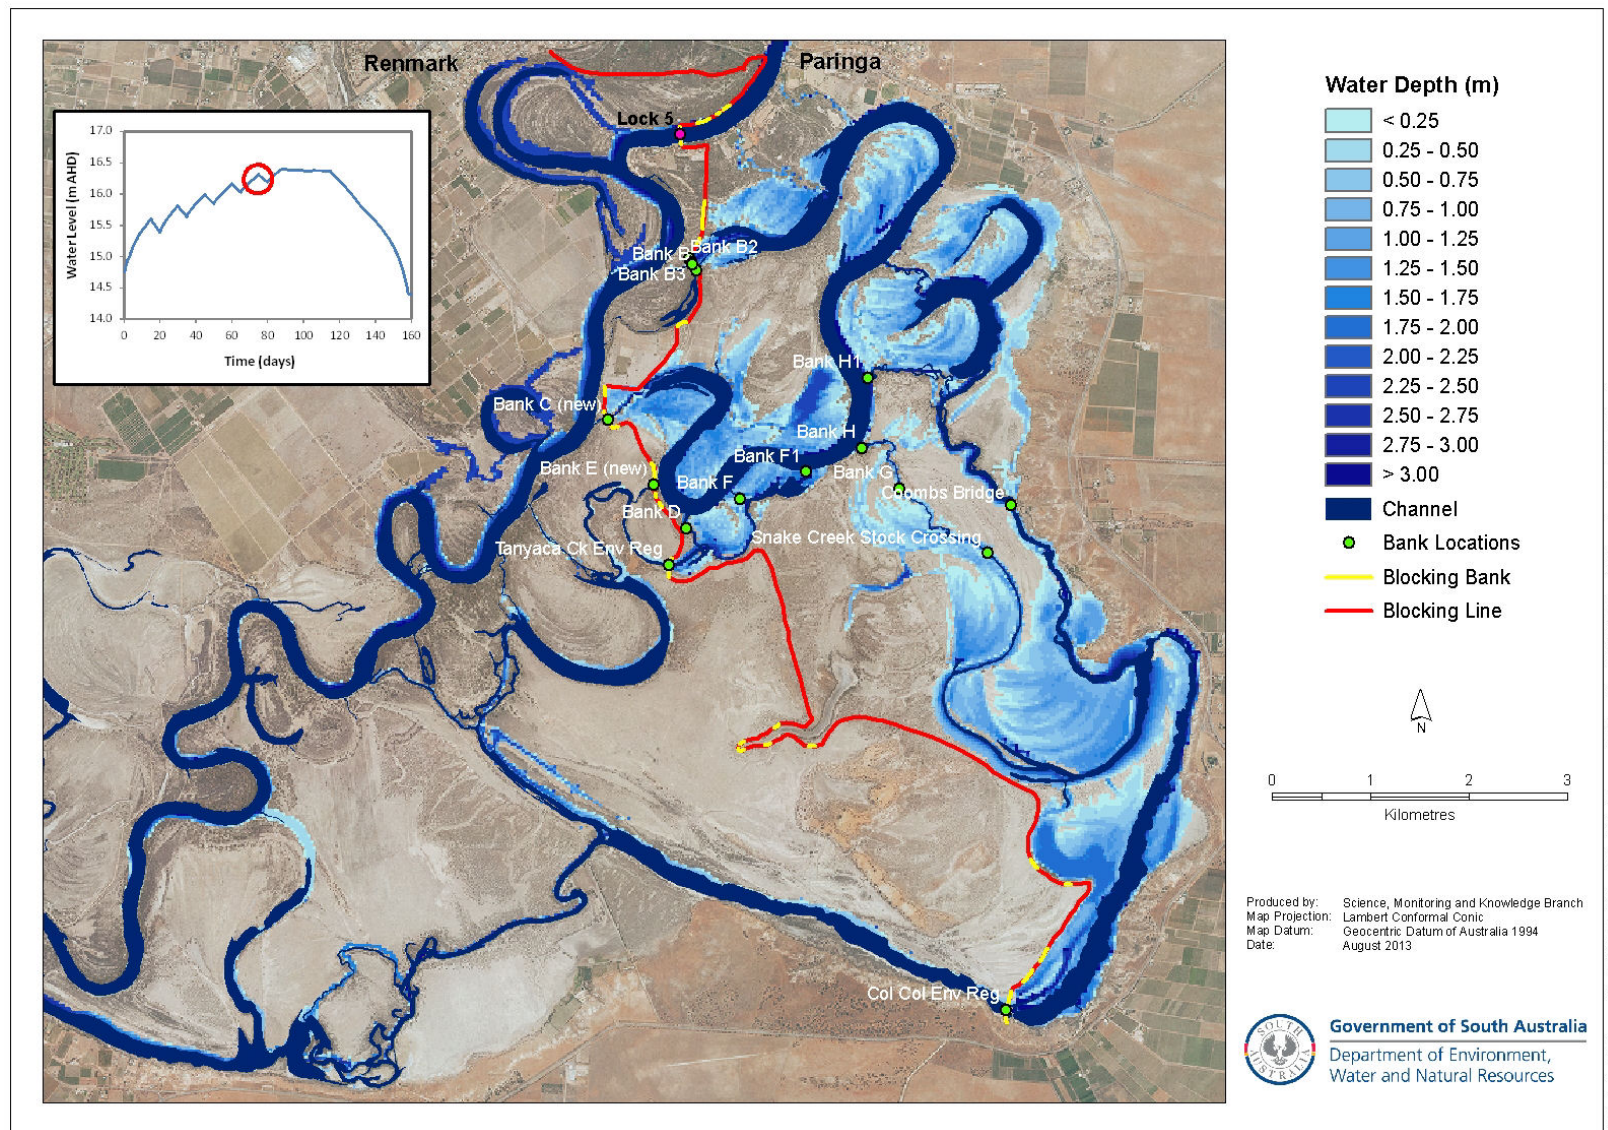 Renmark
Paringa
Lock 5
17.0
16.5
16.0
15.5
15.0
14.5
14.0
0
20
40
60
80
100
120
140
160
Water Level (m AHD)
Time (days)
Bank B2
Bank B
Bank B3
Bank H1
Bank C (new)
Bank H
Bank F1
Bank E (new)
Bank G
Bank F
Coombs Bridge
Bank D
Snake Creek Stock Crossing
Tanyaca Ck Env Reg
Col Col Env Reg
Water Depth (m)
< 0.25
0.25 - 0.50
0.50 - 0.75
0.75 - 1.00
1.00 - 1.25
1.25 - 1.50
1.50 - 1.75
1.75 - 2.00
2.00 - 2.25
2.25 - 2.50
2.50 - 2.75
2.75 - 3.00
> 3.00
Channel
Bank Locations
Blocking Bank
Blocking Line
N
0 1 2 3
Kilometres
Produced by: Science, Monitoring and Knowledge Branch
Map Projection: Lambert Conformal Conic
Map Datum: Geocentric Datum of Australia 1994
Date: August 2013
SOUTH AUSTRALIA
Government of South Australia
Department of Environment,
Water and Natural Resources